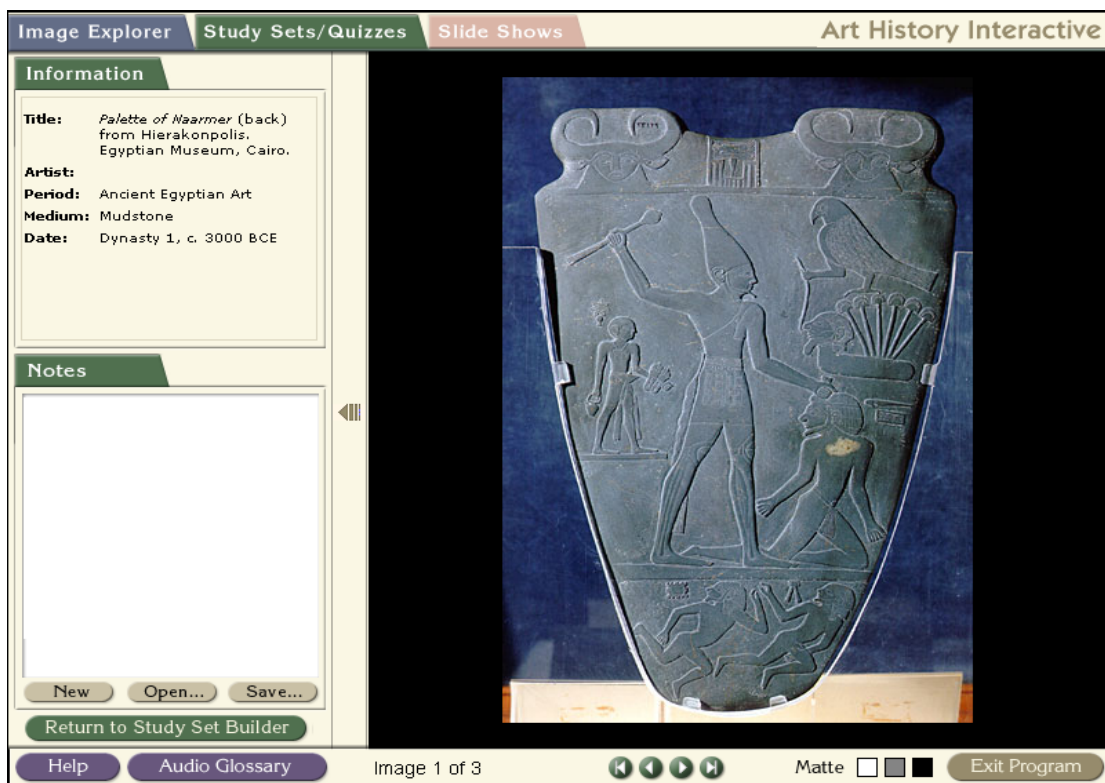 Image Explorer
Study Sets/Quizzes
Slide Shows
Art History Interactive
Information
Title: Palette of Naarmer (back)
from Hierakonpolis.
Egyptian Museum, Cairo.
Artist:
Period: Ancient Egyptian Art
Medium: Mudstone
Date: Dynasty 1, c. 3000 BCE
Notes
New
Open...
Save...
Return to Study Set Builder
Help
Audio Glossary
Image 1 of 3
Matte
Exit Program